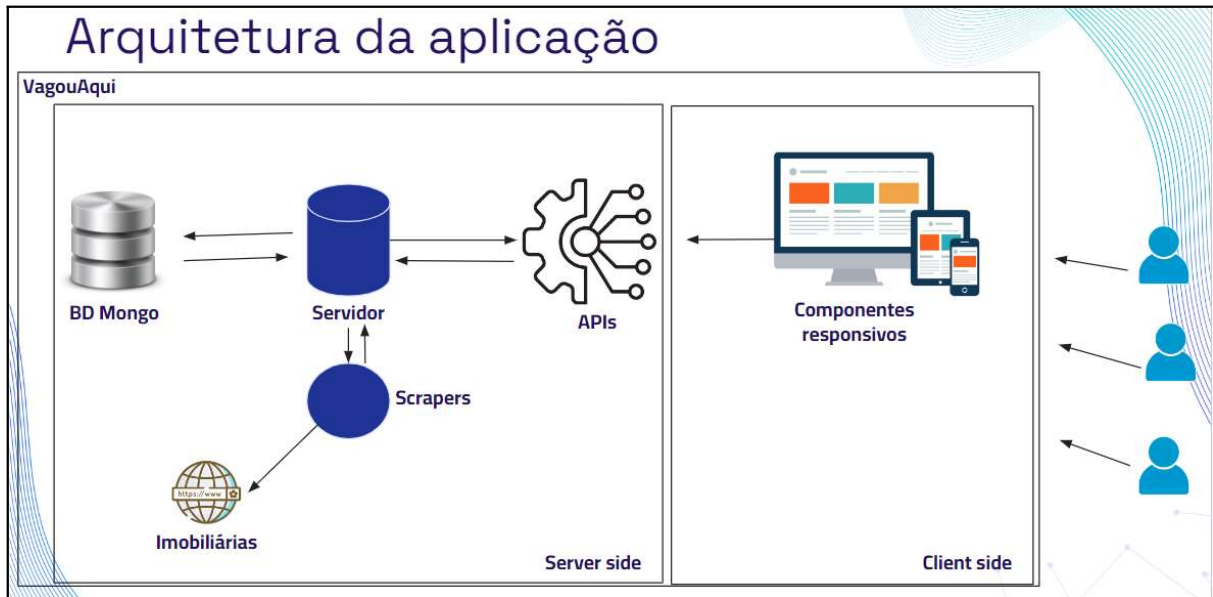 Arquitetura da aplicação
VagouAqui
BD Mongo
Servidor
APIs
Scrapers
https://www
Imobiliárias
Server side
Componentes
responsivos
Client side